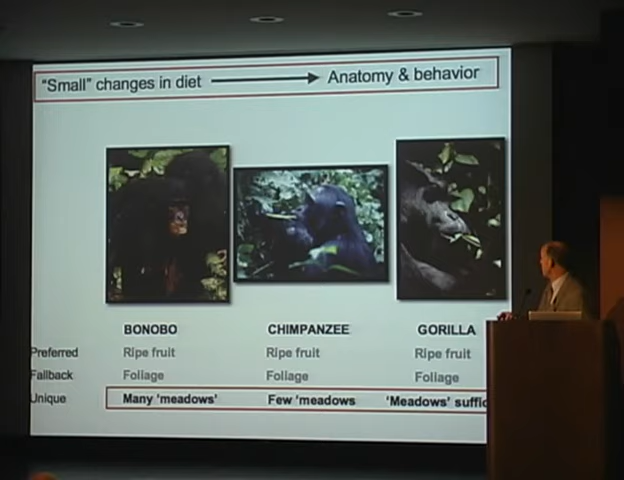 "Small" changes in diet → Anatomy & behavior
BONOBO CHIMPANZEE GORILLA
Preferred Ripe fruit Ripe fruit Ripe fruit
Fallback Foliage Foliage Foliage
Unique Many 'meadows' Few 'meadows 'Meadows' suffic